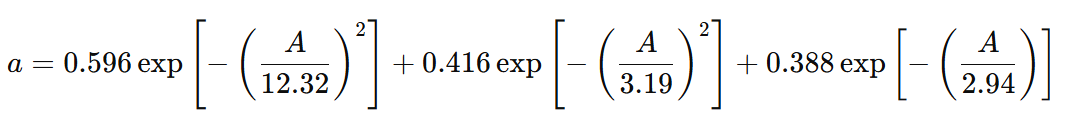 a = 0.596 exp [ − ( A / 12.32 )² ] + 0.416 exp [ − ( A / 3.19 )² ] + 0.388 exp [ − ( A / 2.94 ) ]